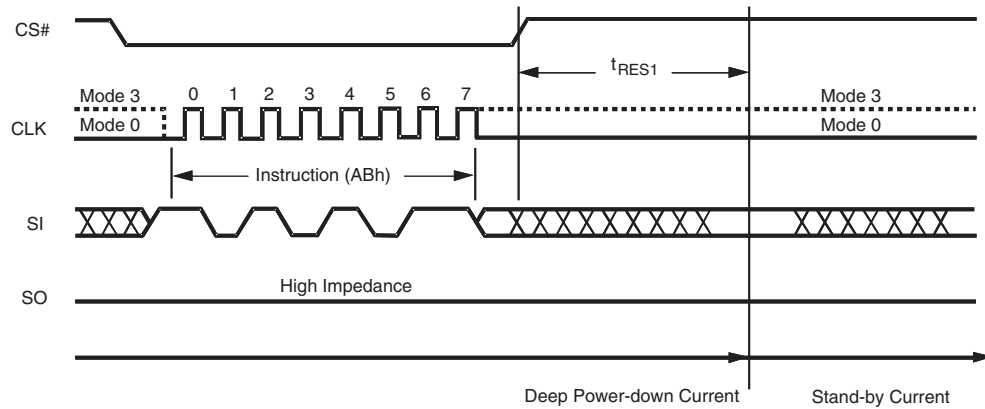 CS#
tRES1
Mode 3 0 1 2 3 4 5 6 7 Mode 3
CLK Mode 0 Mode 0
Instruction (ABh)
SI
High Impedance
SO
Deep Power-down Current Stand-by Current